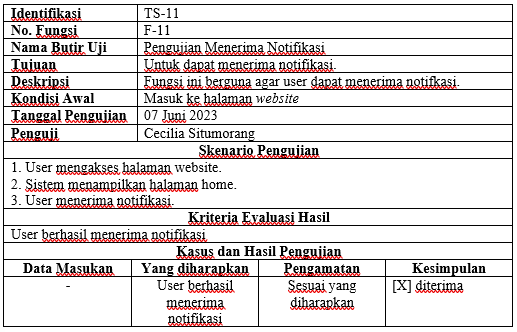 Identifikasi TS-11
No. Fungsi F-11
Nama Butir Uji Pengujian Menerima Notifikasi
Tujuan Untuk dapat menerima notifikasi.
Deskripsi Fungsi ini berguna agar user dapat menerima notifkasi.
Kondisi Awal Masuk ke halaman website
Tanggal Pengujian 07 Juni 2023
Penguji Cecilia Situmorang
Skenario Pengujian
1. User mengakses halaman website.
2. Sistem menampilkan halaman home.
3. User menerima notifikasi.
Kriteria Evaluasi Hasil
User berhasil menerima notifikasi
Kasus dan Hasil Pengujian
Data Masukan Yang diharapkan Pengamatan Kesimpulan
- User berhasil Sesuai yang [X] diterima
menerima diharapkan
notifikasi